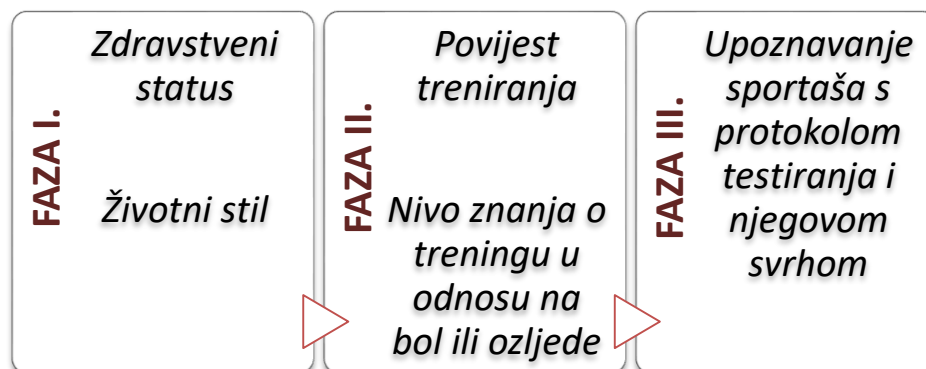 FAZA I.
Zdravstveni
status
Životni stil
FAZA II.
Povijest
treniranja
Nivo znanja o
treningu u
odnosu na
bol ili ozljede
FAZA III.
Upoznavanje
sportaša s
protokolom
testiranja i
njegovom
svrhom